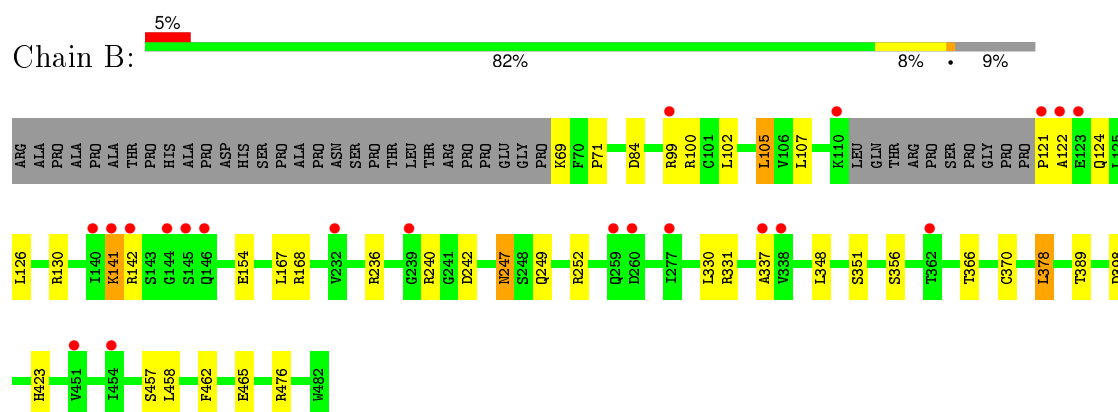 5%
Chain B:
82% 8% • 9%
ARG ALA PRO ALA PRO ALA THR PRO HIS ALA PRO ASP HIS SER PRO ALA PRO ASN SER PRO THR LEU THR ARG PRO PRO GLU GLY PRO K69 F70 P71 D84 R99 R100 C101 L102 L105 V106 L107 K110 LEU GLN THR ARG PRO SER PRO GLY PRO PRO P121 A122 E123 Q124 L125
L126 R130 I140 K141 R142 S143 G144 S145 Q146 E154 L167 R168 V232 R236 G239 R240 G241 D242 N247 S248 Q249 R252 Q259 D260 I277 L330 R331 A337 V338 L348 S351 S356 T362 T366 C370 L378 T389
H423 V451 I454 S457 L458 F462 E465 R476 W482